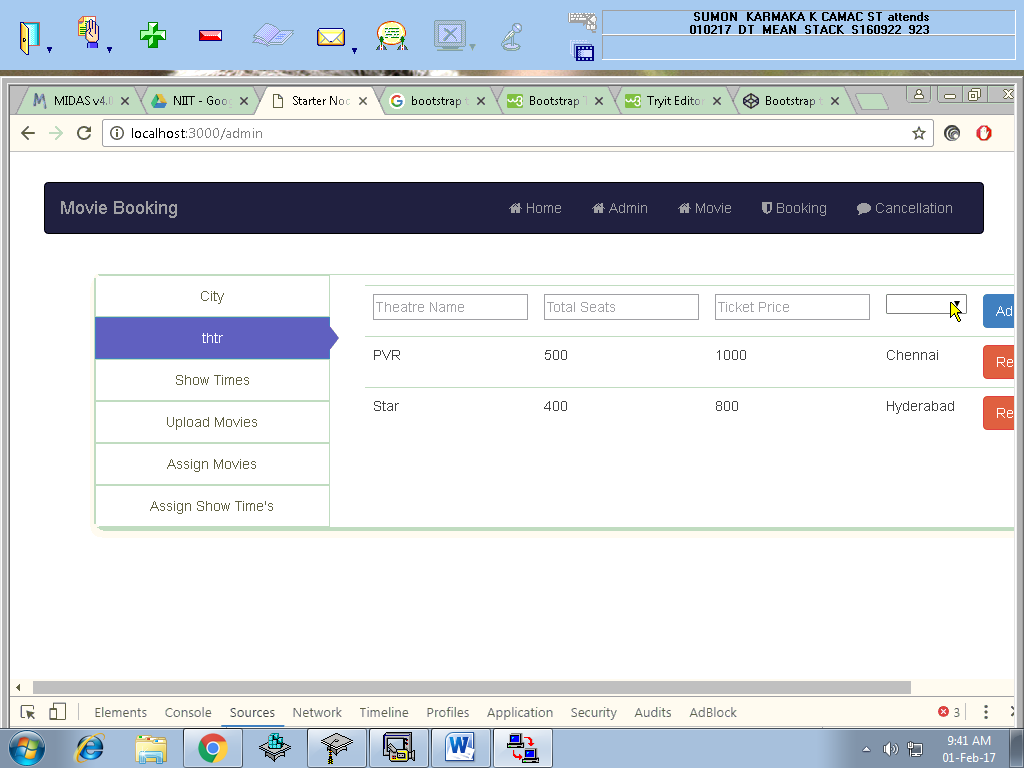 SUMON KARMAKA K CAMAC ST attends
010217 DT MEAN STACK S160922 923
MIDAS v4.0
NIIT - Goo
Starter Noc
bootstrap
Bootstrap
Tryit Editor
Bootstrap
localhost:3000/admin
Movie Booking
Home
Admin
Movie
Booking
Cancellation
City
thtr
Show Times
Upload Movies
Assign Movies
Assign Show Time's
Theatre Name
Total Seats
Ticket Price
Ad
PVR
500
1000
Chennai
Re
Star
400
800
Hyderabad
Re
Elements
Console
Sources
Network
Timeline
Profiles
Application
Security
Audits
AdBlock
3
9:41 AM
01-Feb-17